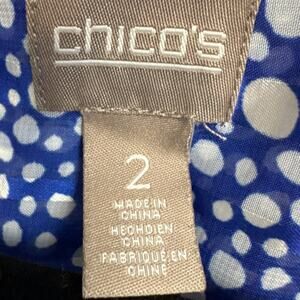 chico's
2
MADE IN
CHINA
HECHO EN
CHINA
FABRIQUÉ EN
CHINE